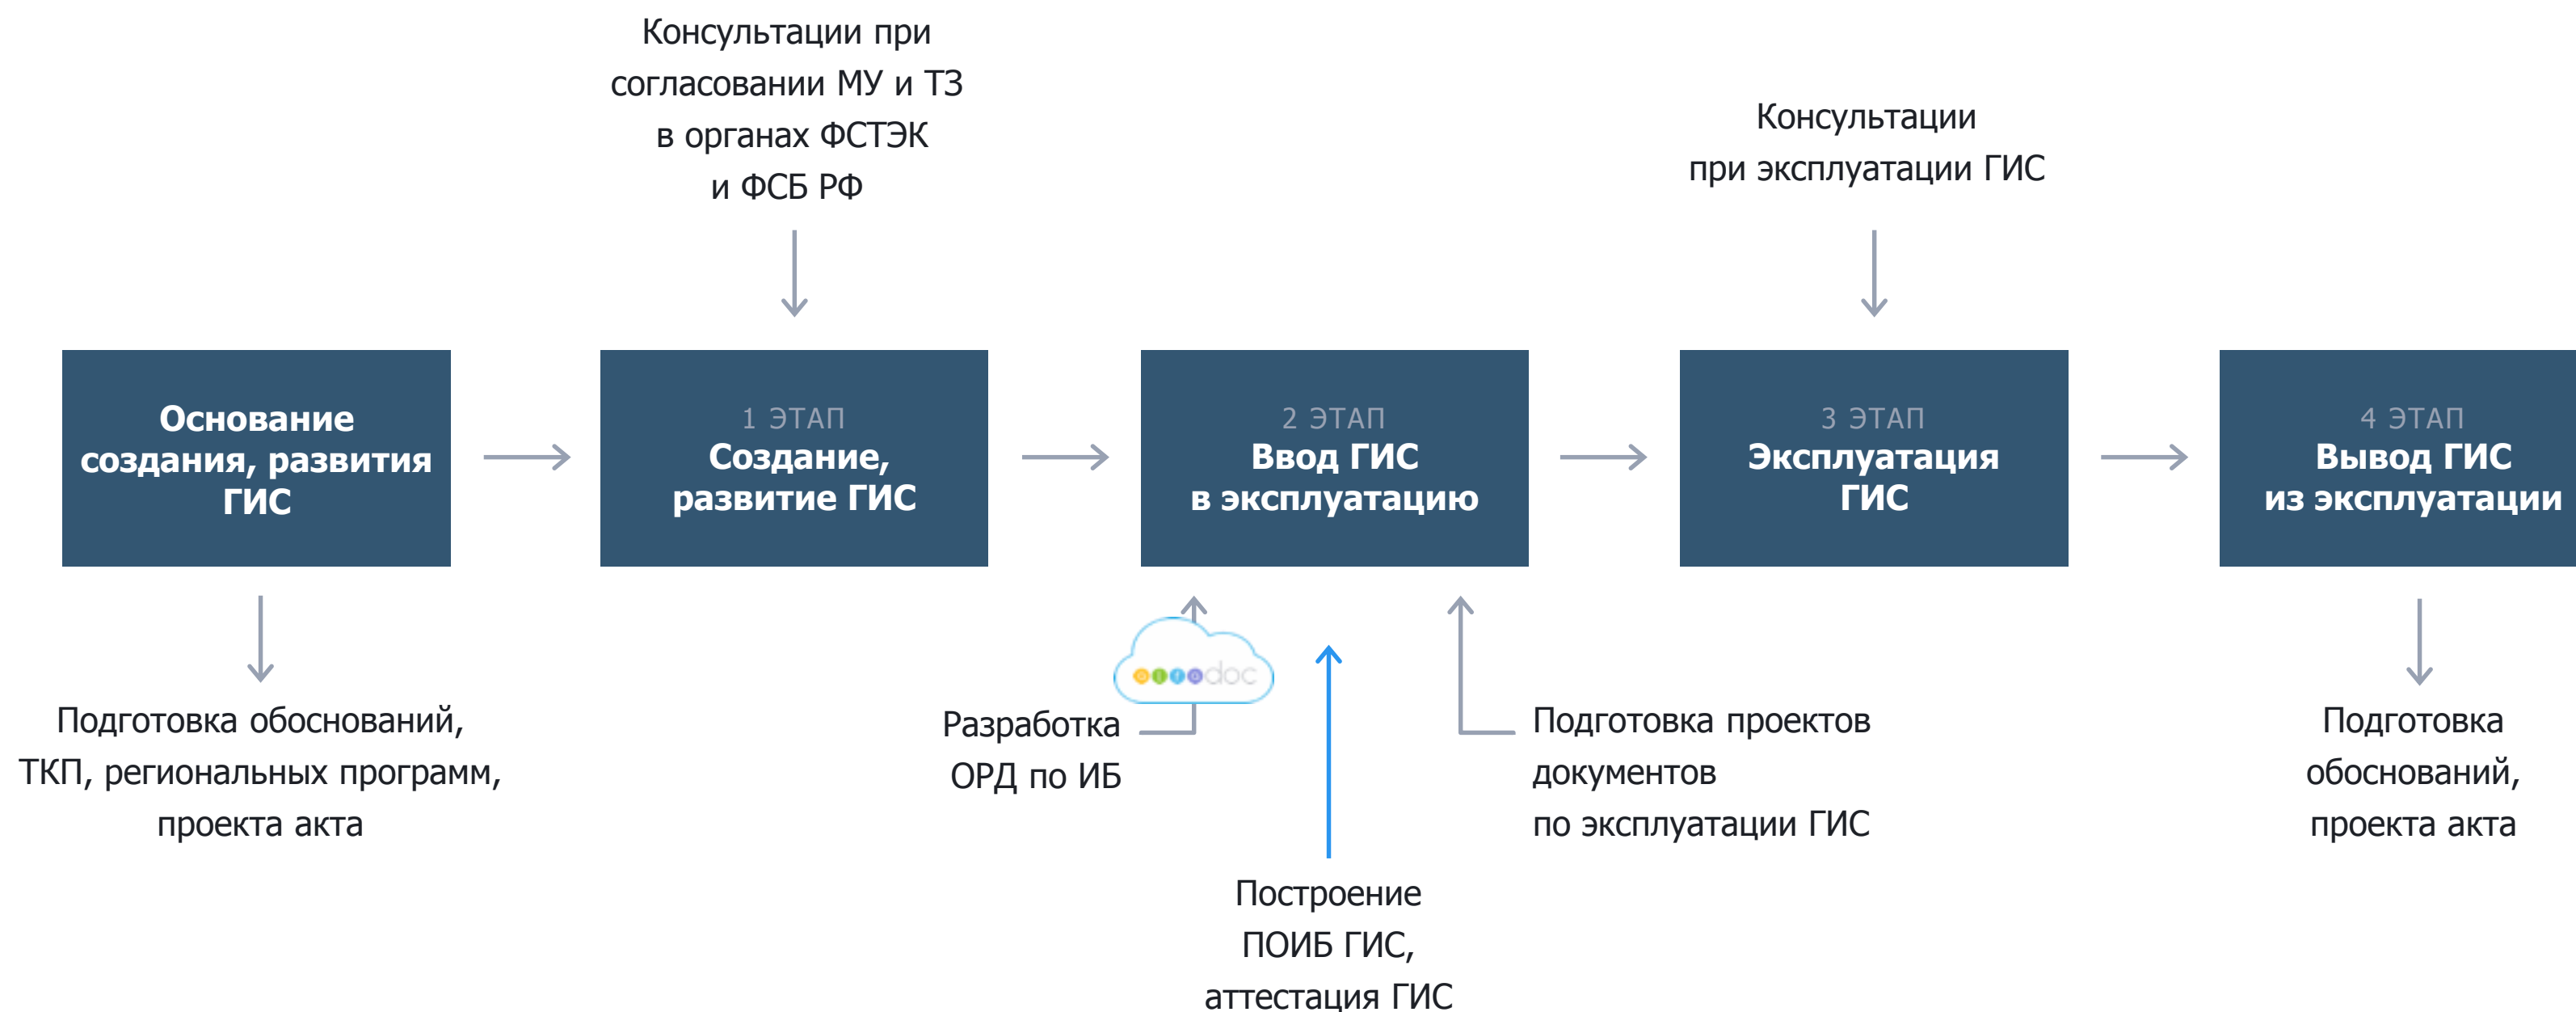 Консультации при
согласовании МУ и ТЗ
в органах ФСТЭК
и ФСБ РФ
Консультации
при эксплуатации ГИС
Основание
создания, развития
ГИС
1 ЭТАП
Создание,
развитие ГИС
2 ЭТАП
Ввод ГИС
в эксплуатацию
3 ЭТАП
Эксплуатация
ГИС
4 ЭТАП
Вывод ГИС
из эксплуатации
Подготовка обоснований,
ТКП, региональных программ,
проекта акта
doc
Разработка
ОРД по ИБ
Подготовка проектов
документов
по эксплуатации ГИС
Подготовка
обоснований,
проекта акта
Построение
ПОИБ ГИС,
аттестация ГИС